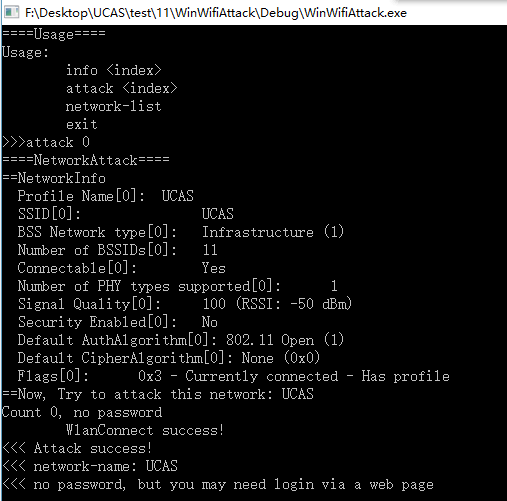 F:\Desktop\UCAS\test\11\WinWifiAttack\Debug\WinWifiAttack.exe
====Usage====
Usage:
info <index>
attack <index>
network-list
exit
>>>attack 0
====NetworkAttack====
==NetworkInfo
Profile Name[0]: UCAS
SSID[0]: UCAS
BSS Network type[0]: Infrastructure (1)
Number of BSSIDs[0]: 11
Connectable[0]: Yes
Number of PHY types supported[0]: 1
Signal Quality[0]: 100 (RSSI: -50 dBm)
Security Enabled[0]: No
Default AuthAlgorithm[0]: 802.11 Open (1)
Default CipherAlgorithm[0]: None (0x0)
Flags[0]: 0x3 - Currently connected - Has profile
==Now, Try to attack this network: UCAS
Count 0, no password
WlanConnect success!
<<< Attack success!
<<< network-name: UCAS
<<< no password, but you may need login via a web page